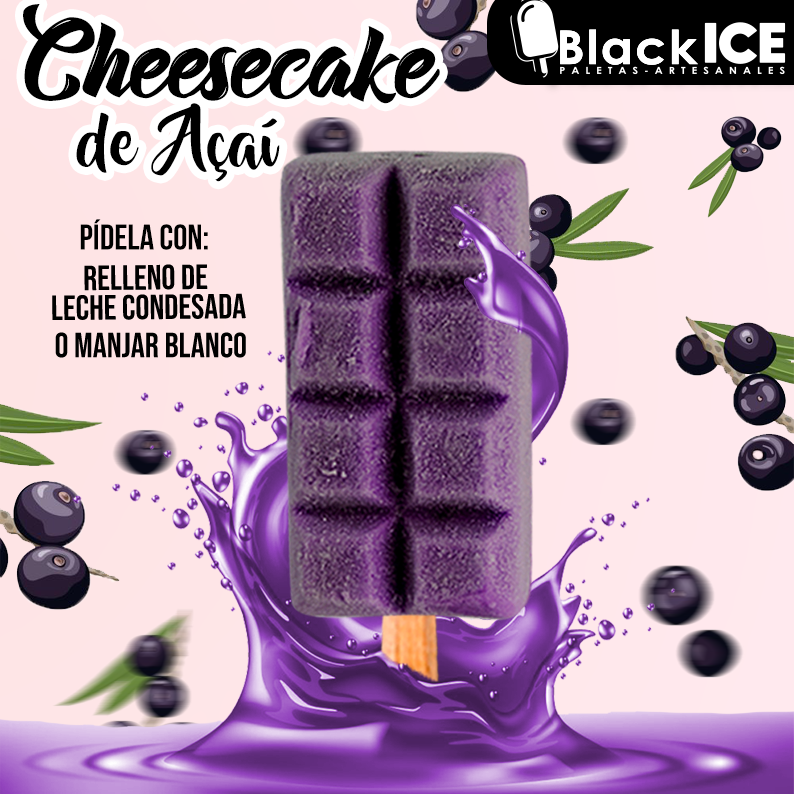 Cheesecake
de Açaí
BlackICE
PALETAS-ARTESANALES
PÍDELA CON:
RELLENO DE
LECHE CONDESADA
O MANJAR BLANCO